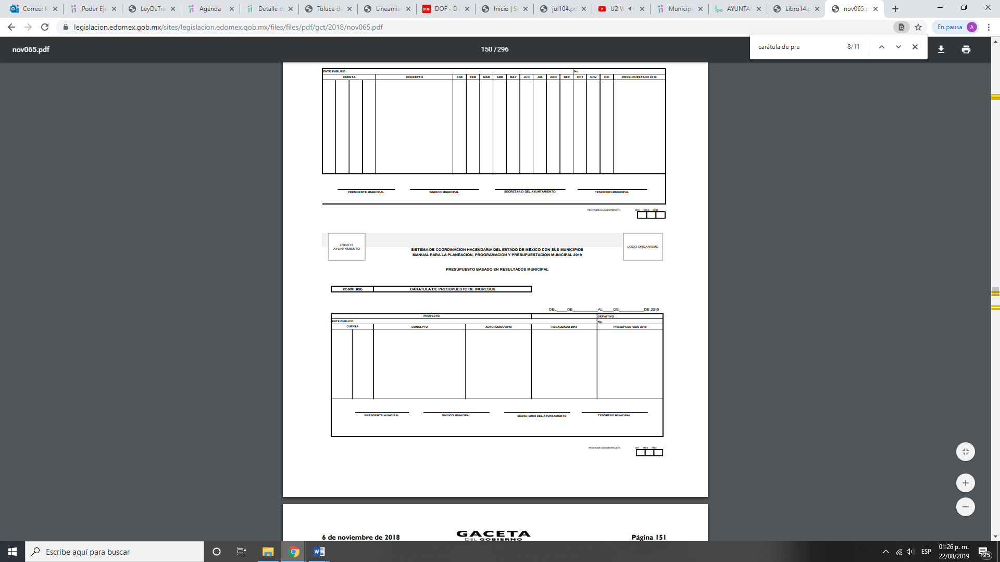 Correo: k
Poder Eje
LeyDeTra
Agenda
Detalle d
Toluca de
Lineamie
DOF - Dia
Inicio | Se
jul104.pd
U2 W
Municipi
AYUNTAM
Libro14.p
nov065.p
legislacion.edomex.gob.mx/sites/legislacion.edomex.gob.mx/files/files/pdf/gct/2018/nov065.pdf
En pausa A
nov065.pdf
150 / 296
carátula de pre 8/11
ENTE PUBLICO: No.
CUENTA CONCEPTO ENE FEB MAR ABR MAY JUN JUL AGO SEP OCT NOV DIC PRESUPUESTADO 2019
PRESIDENTE MUNICIPAL SINDICO MUNICIPAL SECRETARIO DEL AYUNTAMIENTO TESORERO MUNICIPAL
FECHA DE ELEABORACIÓN DIA MES AÑO
LOGO H.
AYUNTAMIENTO
LOGO ORGANISMO
SISTEMA DE COORDINACION HACENDARIA DEL ESTADO DE MEXICO CON SUS MUNICIPIOS
MANUAL PARA LA PLANEACION, PROGRAMACION Y PRESUPUESTACION MUNICIPAL 2019
PRESUPUESTO BASADO EN RESULTADOS MUNICIPAL
PbRM 03b CARATULA DE PRESUPUESTO DE INGRESOS
DEL_____DE____________AL_____DE____________DE 2019
PROYECTO DEFINITIVO
ENTE PUBLICO: No.
CUENTA CONCEPTO AUTORIZADO 2018 RECAUDADO 2018 PRESUPUESTADO 2019
PRESIDENTE MUNICIPAL SINDICO MUNICIPAL SECRETARIO DEL AYUNTAMIENTO TESORERO MUNICIPAL
FECHA DE ELEABORACIÓN DIA MES AÑO
6 de noviembre de 2018
GACETA
DEL GOBIERNO
Página 151
Escribe aquí para buscar
ESP
01:26 p. m.
22/08/2019
25